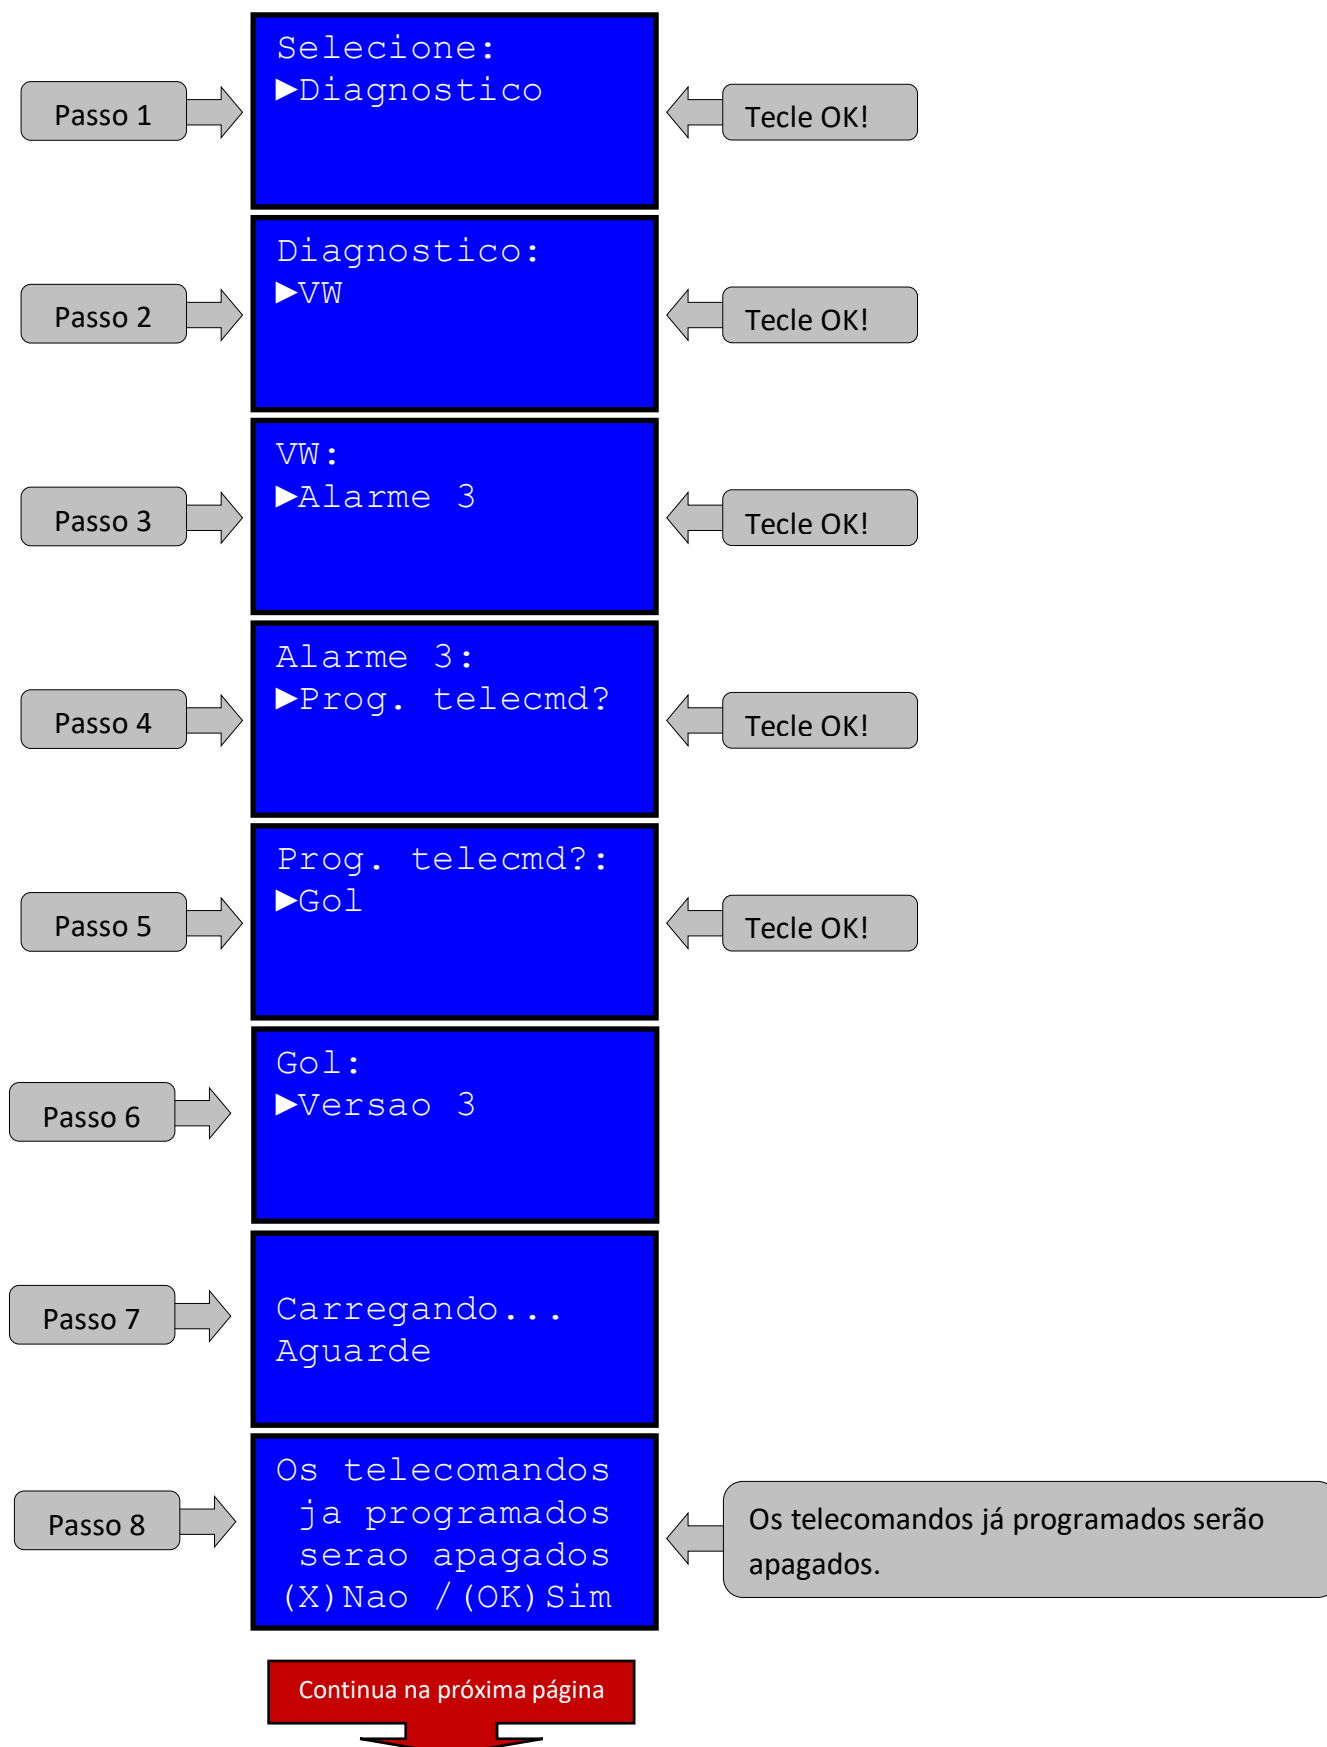 Selecione:
►Diagnostico
Passo 1
Tecle OK!
Diagnostico:
►VW
Passo 2
Tecle OK!
VW:
►Alarme 3
Passo 3
Tecle OK!
Alarme 3:
►Prog. telecmd?
Passo 4
Tecle OK!
Prog. telecmd?:
►Gol
Passo 5
Tecle OK!
Gol:
►Versao 3
Passo 6
Carregando...
Aguarde
Passo 7
Os telecomandos
ja programados
serao apagados
(X)Nao /(OK)Sim
Passo 8
Os telecomandos já programados serão
apagados.
Continua na próxima página